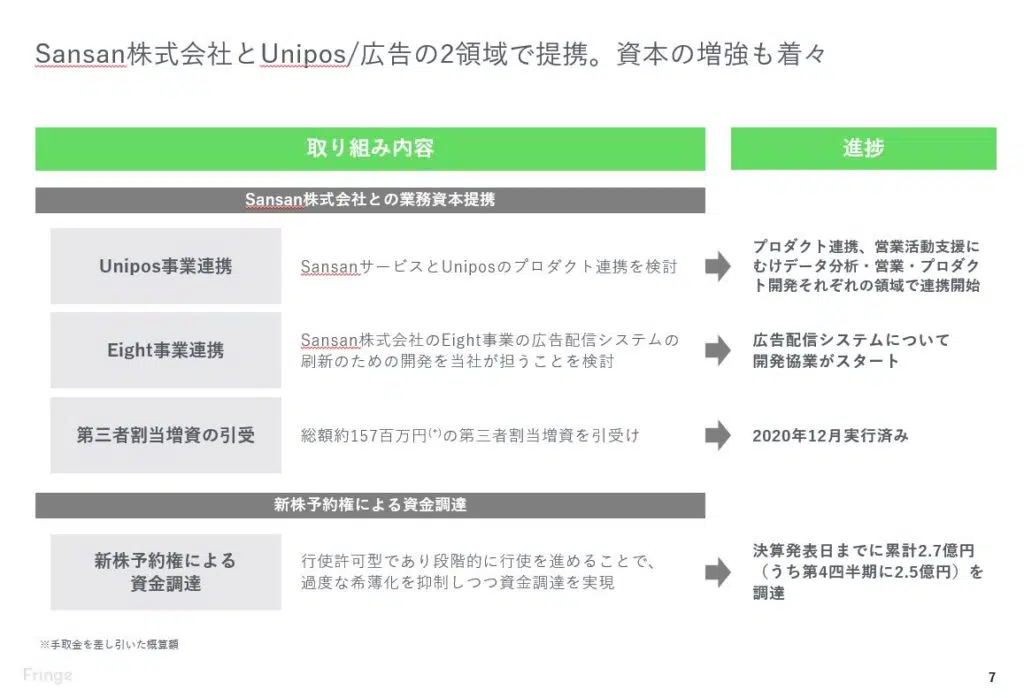 Sansan株式会社とUnipos/広告の2領域で提携。資本の増強も着々
取り組み内容
進捗
Sansan株式会社との業務資本提携
Unipos事業連携
SansanサービスとUniposのプロダクト連携を検討
プロダクト連携、営業活動支援に
むけデータ分析・営業・プロダク
ト開発それぞれの領域で連携開始
Eight事業連携
Sansan株式会社のEight事業の広告配信システムの
刷新のための開発を当社が担うことを検討
広告配信システムについて
開発協業がスタート
第三者割当増資の引受
総額約157百万円(*)の第三者割当増資を引受け
2020年12月実行済み
新株予約権による資金調達
新株予約権による
資金調達
行使許可型であり段階的に行使を進めることで、
過度な希薄化を抑制しつつ資金調達を実現
決算発表日までに累計2.7億円
（うち第4四半期に2.5億円）を
調達
※手取金を差し引いた概算額
Fringe
7